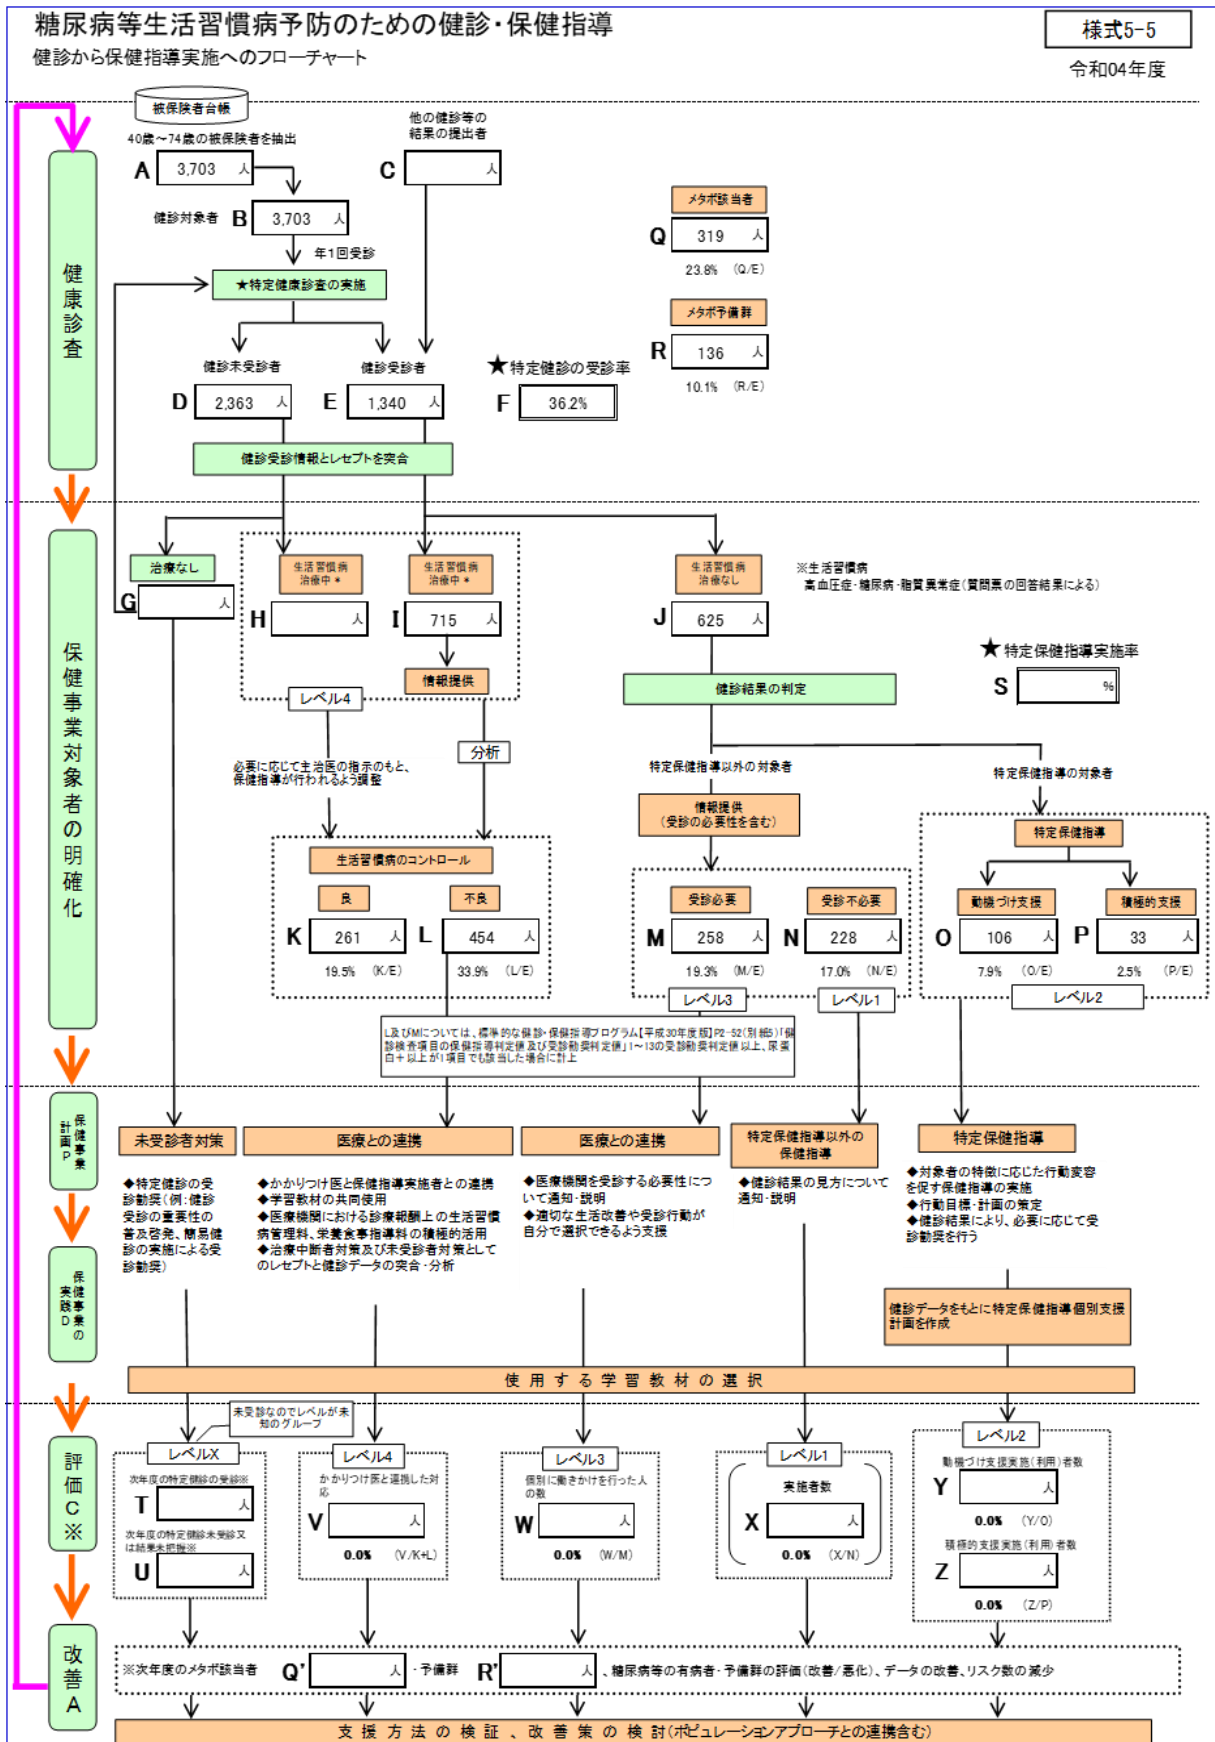 糖尿病等生活習慣病予防のための健診・保健指導
様式5-5
健診から保健指導実施へのフローチャート
令和04年度
被保険者台帳
40歳～74歳の被保険者を抽出
他の健診等の
結果の提出者
A 3,703 人
C 人
健診対象者 B 3,703 人
年1回受診
★特定健康診査の実施
メタボ該当者
Q 319 人
23.8% (Q/E)
メタボ予備群
R 136 人
10.1% (R/E)
健康診査
健診未受診者
健診受診者
★特定健診の受診率
D 2,363 人
E 1,340 人
F 36.2%
健診受診情報とレセプトを突合
保健事業対象者の明確化
治療なし
G 人
生活習慣病
治療中*
H 人
生活習慣病
治療中*
I 715 人
情報提供
レベル4
生活習慣病
治療なし
J 625 人
※生活習慣病
高血圧症・糖尿病・脂質異常症(質問票の回答結果による)
★特定保健指導実施率
S %
健診結果の判定
分析
必要に応じて主治医の指示のもと、
保健指導が行われるよう調整
特定保健指導以外の対象者
特定保健指導の対象者
情報提供
(受診の必要性を含む)
特定保健指導
生活習慣病のコントロール
良
不良
K 261 人
L 454 人
19.5% (K/E)
33.9% (L/E)
受診必要
受診不必要
M 258 人
N 228 人
19.3% (M/E)
17.0% (N/E)
レベル3
レベル1
動機づけ支援
積極的支援
O 106 人
P 33 人
7.9% (O/E)
2.5% (P/E)
レベル2
L及びMについては、標準的な健診・保健指導プログラム【平成30年度版】P2-52(別紙5)「健
診検査項目の保健指導判定値及び受診勧奨判定値」1～13の受診勧奨判定値以上、尿蛋
白＋以上が1項目でも該当した場合に計上
保健事業
計画P
未受診者対策
医療との連携
医療との連携
特定保健指導以外の
保健指導
特定保健指導
◆特定健診の受
診勧奨(例:健診
受診の重要性の
普及啓発、簡易健
診の実施による受
診勧奨)
◆かかりつけ医と保健指導実施者との連携
◆学習教材の共同使用
◆医療機関における診療報酬上の生活習慣
病管理料、栄養食事指導料の積極的活用
◆治療中断者対策及び未受診者対策として
のレセプトと健診データの突合・分析
◆医療機関を受診する必要性につ
いて通知・説明
◆適切な生活改善や受診行動が
自分で選択できるよう支援
◆健診結果の見方について
通知・説明
◆対象者の特徴に応じた行動変容
を促す保健指導の実施
◆行動目標・計画の策定
◆健診結果により、必要に応じて受
診勧奨を行う
保健事業の
実践D
健診データをもとに特定保健指導個別支援
計画を作成
使用する学習教材の選択
未受診なのでレベルが未
知のグループ
評価C※
レベルX
次年度の特定健診の受診※
T 人
次年度の特定健診未受診又
は結果未把握※
U 人
レベル4
かかりつけ医と連携した対
応
V 人
0.0% (V/K+L)
レベル3
個別に働きかけを行った人
の数
W 人
0.0% (W/M)
レベル1
実施者数
X 人
0.0% (X/N)
レベル2
動機づけ支援実施(利用)者数
Y 人
0.0% (Y/O)
積極的支援実施(利用)者数
Z 人
0.0% (Z/P)
改善A
※次年度のメタボ該当者 Q' 人 ・予備群 R' 人 、糖尿病等の有病者・予備群の評価(改善/悪化)、データの改善、リスク数の減少
支援方法の検証、改善策の検討(ポピュレーションアプローチとの連携含む)